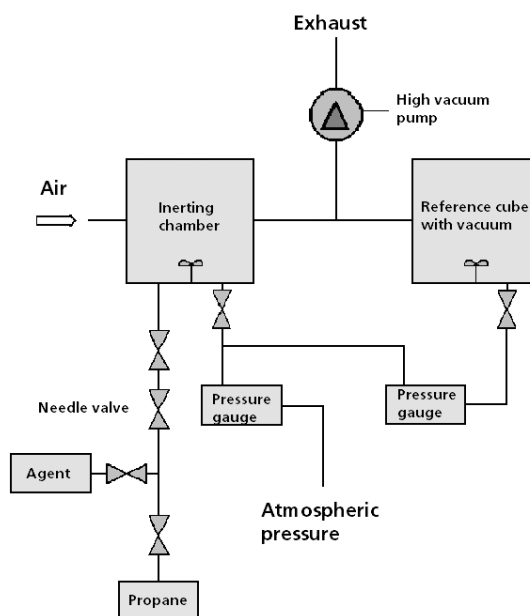 Exhaust
High vacuum
pump
Air
Inerting
chamber
Reference cube
with vacuum
Needle valve
Pressure
gauge
Pressure
gauge
Agent
Atmospheric
pressure
Propane